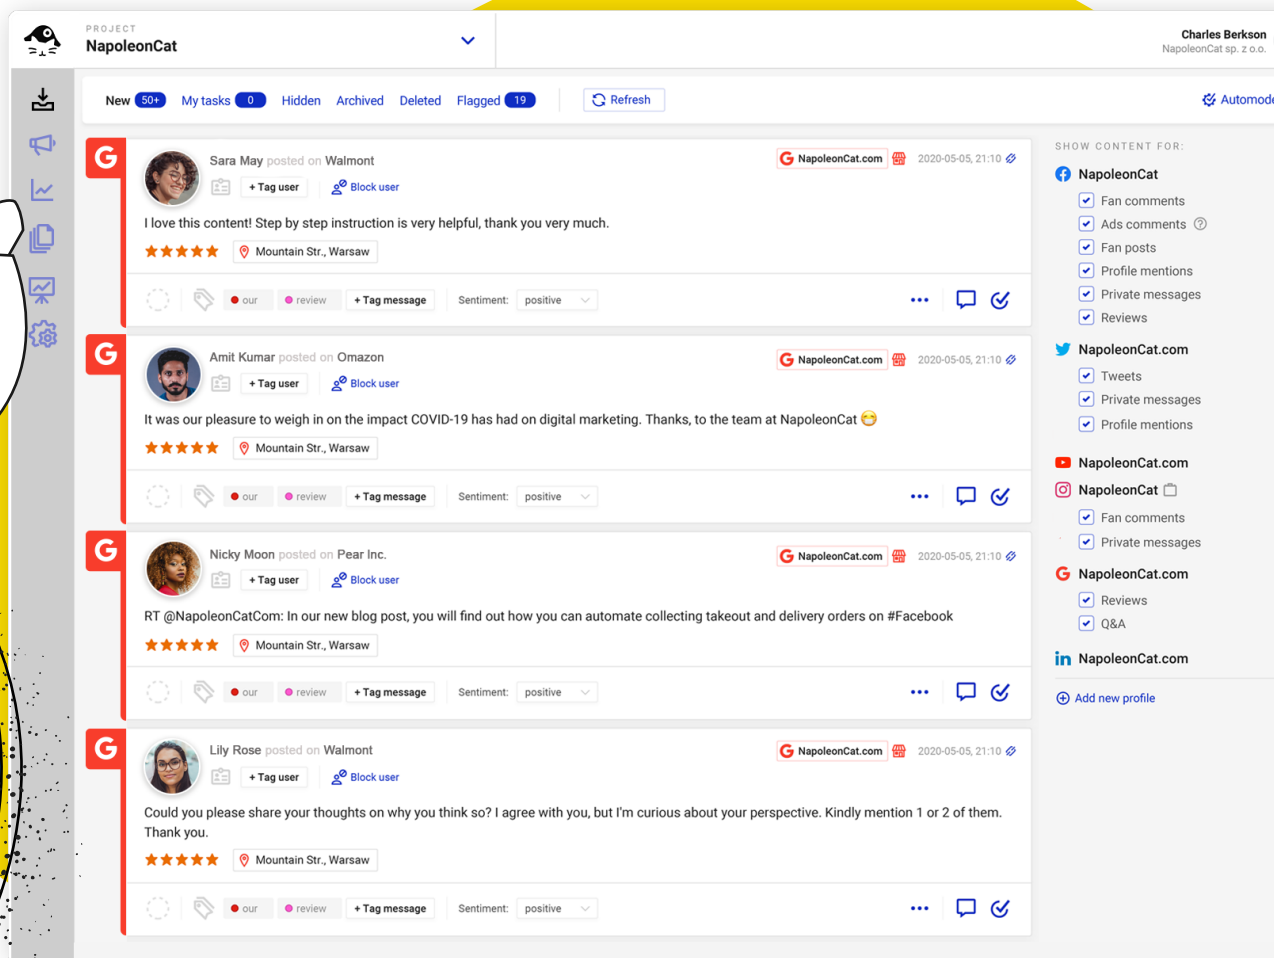 PROJECT
NapoleonCat
Charles Berkson
NapoleonCat sp. z o.o.
New 50+ My tasks 0 Hidden Archived Deleted Flagged 19 Refresh
Automode
G Sara May posted on Walmont
G NapoleonCat.com 2020-05-05, 21:10
+ Tag user Block user
I love this content! Step by step instruction is very helpful, thank you very much.
Mountain Str., Warsaw
our review + Tag message Sentiment: positive
G Amit Kumar posted on Omazon
G NapoleonCat.com 2020-05-05, 21:10
+ Tag user Block user
It was our pleasure to weigh in on the impact COVID-19 has had on digital marketing. Thanks, to the team at NapoleonCat 😁
Mountain Str., Warsaw
our review + Tag message Sentiment: positive
G Nicky Moon posted on Pear Inc.
G NapoleonCat.com 2020-05-05, 21:10
+ Tag user Block user
RT @NapoleonCatCom: In our new blog post, you will find out how you can automate collecting takeout and delivery orders on #Facebook
Mountain Str., Warsaw
our review + Tag message Sentiment: positive
G Lily Rose posted on Walmont
G NapoleonCat.com 2020-05-05, 21:10
+ Tag user Block user
Could you please share your thoughts on why you think so? I agree with you, but I'm curious about your perspective. Kindly mention 1 or 2 of them.
Thank you.
Mountain Str., Warsaw
our review + Tag message Sentiment: positive
SHOW CONTENT FOR:
NapoleonCat
Fan comments
Ads comments ?
Fan posts
Profile mentions
Private messages
Reviews
NapoleonCat.com
Tweets
Private messages
Profile mentions
NapoleonCat.com
NapoleonCat
Fan comments
Private messages
G NapoleonCat.com
Reviews
Q&A
in NapoleonCat.com
Add new profile